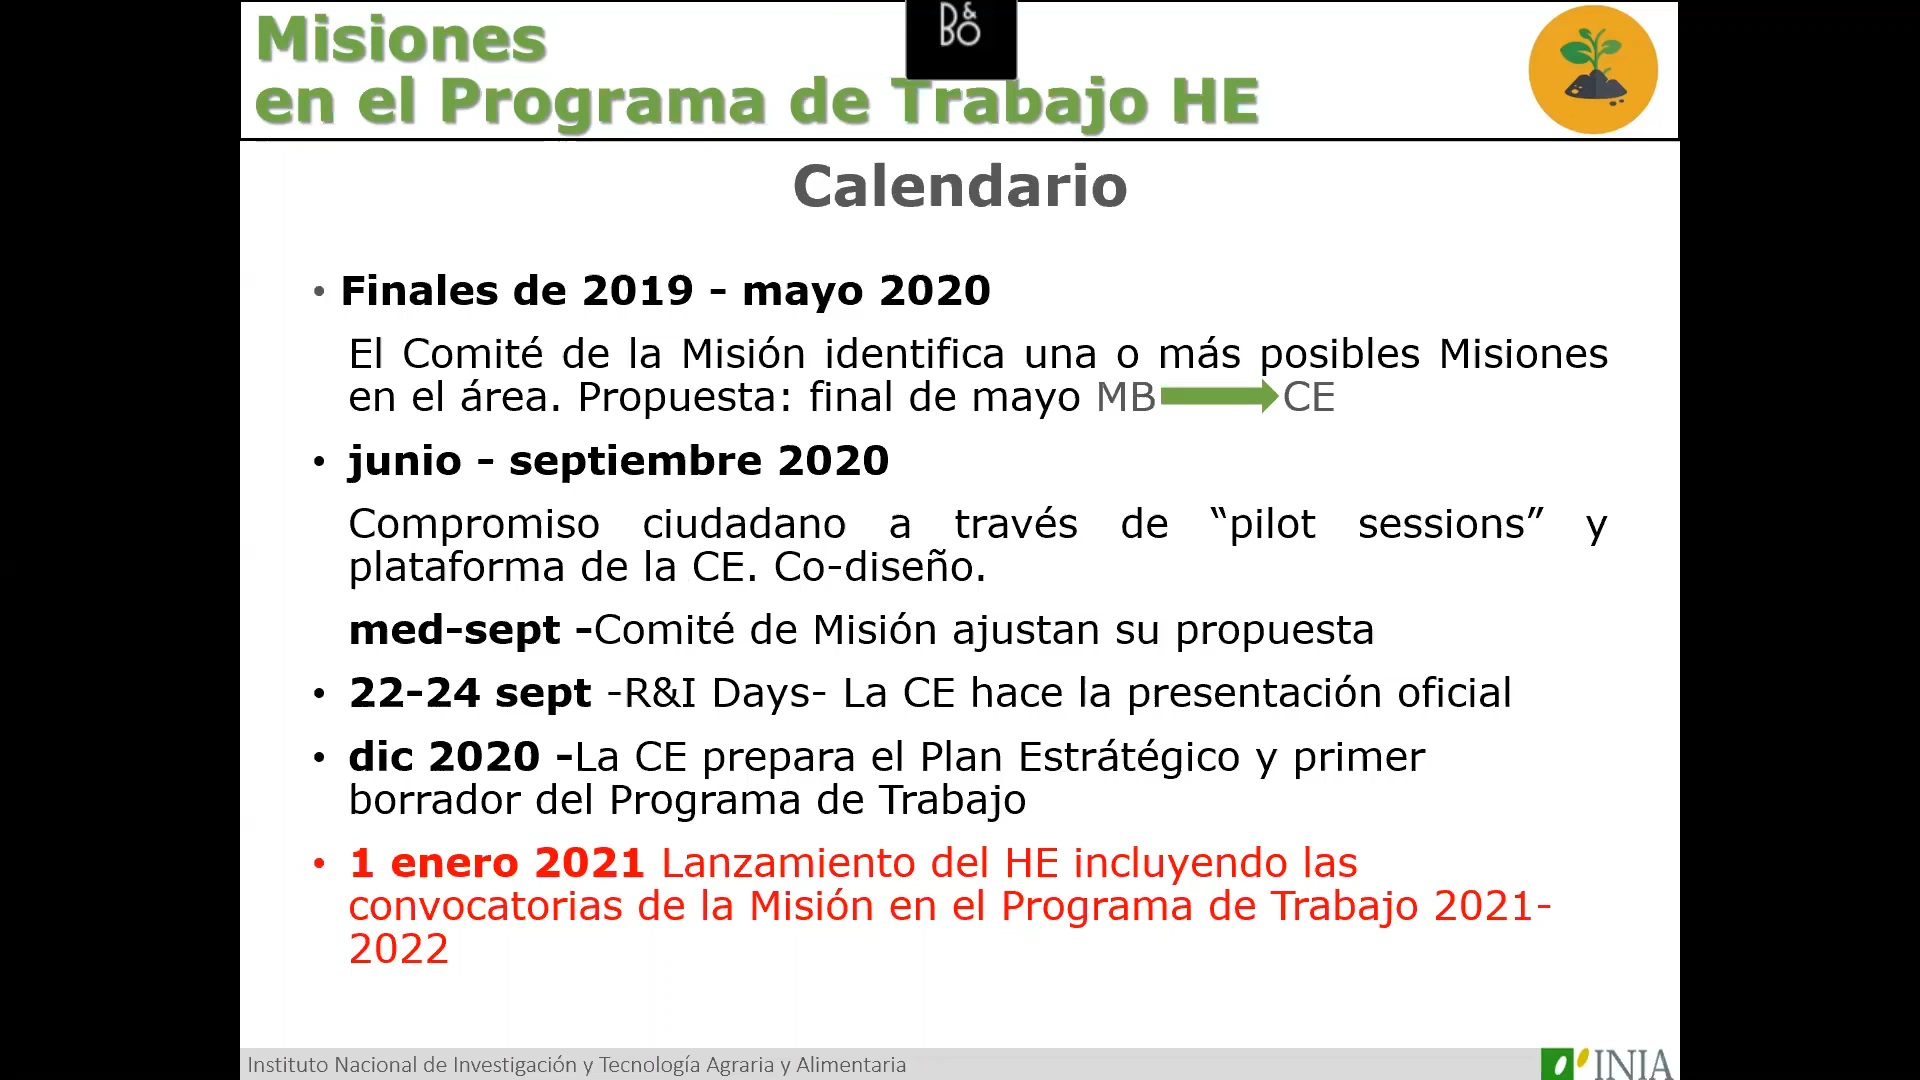 Misiones
en el Programa de Trabajo HE
B&O
Calendario
• Finales de 2019 - mayo 2020
El Comité de la Misión identifica una o más posibles Misiones
en el área. Propuesta: final de mayo MB CE
• junio - septiembre 2020
Compromiso ciudadano a través de “pilot sessions” y
plataforma de la CE. Co-diseño.
med-sept -Comité de Misión ajustan su propuesta
• 22-24 sept -R&I Days- La CE hace la presentación oficial
• dic 2020 -La CE prepara el Plan Estrátégico y primer
borrador del Programa de Trabajo
• 1 enero 2021 Lanzamiento del HE incluyendo las
convocatorias de la Misión en el Programa de Trabajo 2021-
2022
Instituto Nacional de Investigación y Tecnología Agraria y Alimentaria
INIA